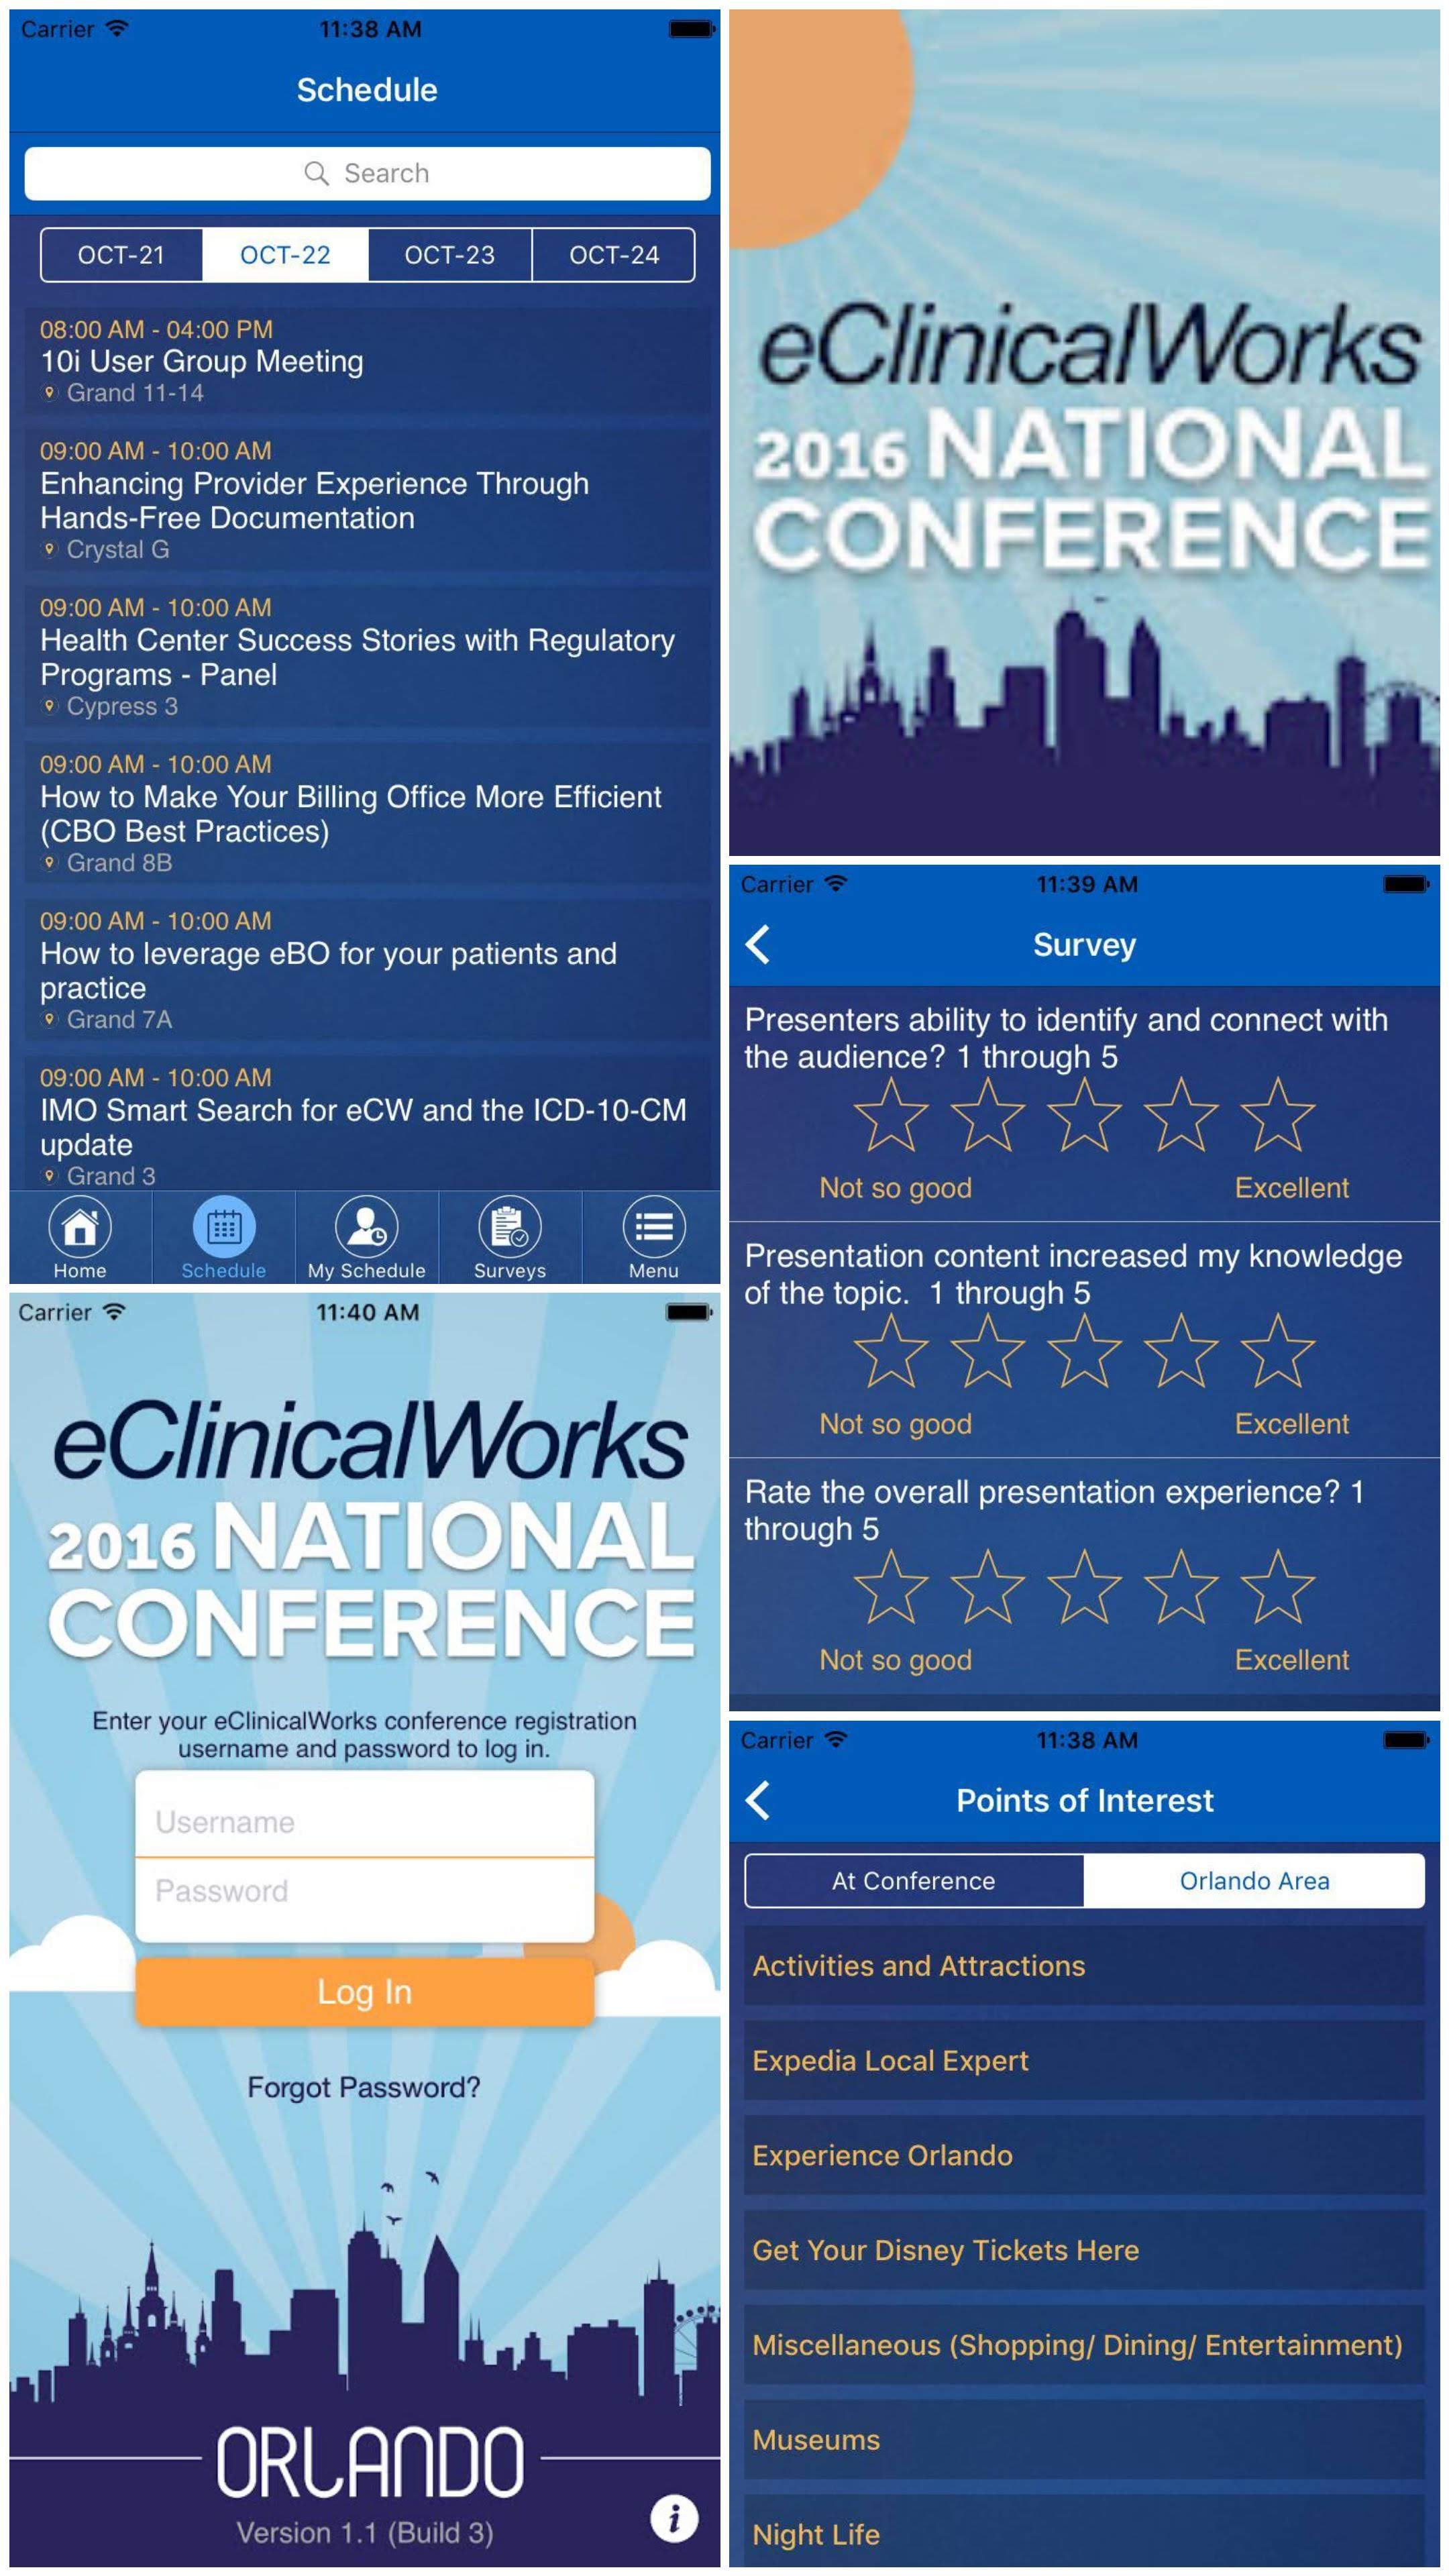 Carrier 11:38 AM
Schedule
Search
OCT-21 OCT-22 OCT-23 OCT-24
08:00 AM - 04:00 PM
10i User Group Meeting
Grand 11-14
09:00 AM - 10:00 AM
Enhancing Provider Experience Through
Hands-Free Documentation
Crystal G
09:00 AM - 10:00 AM
Health Center Success Stories with Regulatory
Programs - Panel
Cypress 3
09:00 AM - 10:00 AM
How to Make Your Billing Office More Efficient
(CBO Best Practices)
Grand 8B
09:00 AM - 10:00 AM
How to leverage eBO for your patients and
practice
Grand 7A
09:00 AM - 10:00 AM
IMO Smart Search for eCW and the ICD-10-CM
update
Grand 3
Home Schedule My Schedule Surveys Menu
eClinicalWorks
2016 NATIONAL
CONFERENCE
Carrier 11:39 AM
Survey
Presenters ability to identify and connect with
the audience? 1 through 5
Not so good Excellent
Presentation content increased my knowledge
of the topic. 1 through 5
Not so good Excellent
Rate the overall presentation experience? 1
through 5
Not so good Excellent
Carrier 11:40 AM
eClinicalWorks
2016 NATIONAL
CONFERENCE
Enter your eClinicalWorks conference registration
username and password to log in.
Username
Password
Log In
Forgot Password?
ORLANDO
Version 1.1 (Build 3)
i
Carrier 11:38 AM
Points of Interest
At Conference Orlando Area
Activities and Attractions
Expedia Local Expert
Experience Orlando
Get Your Disney Tickets Here
Miscellaneous (Shopping/ Dining/ Entertainment)
Museums
Night Life